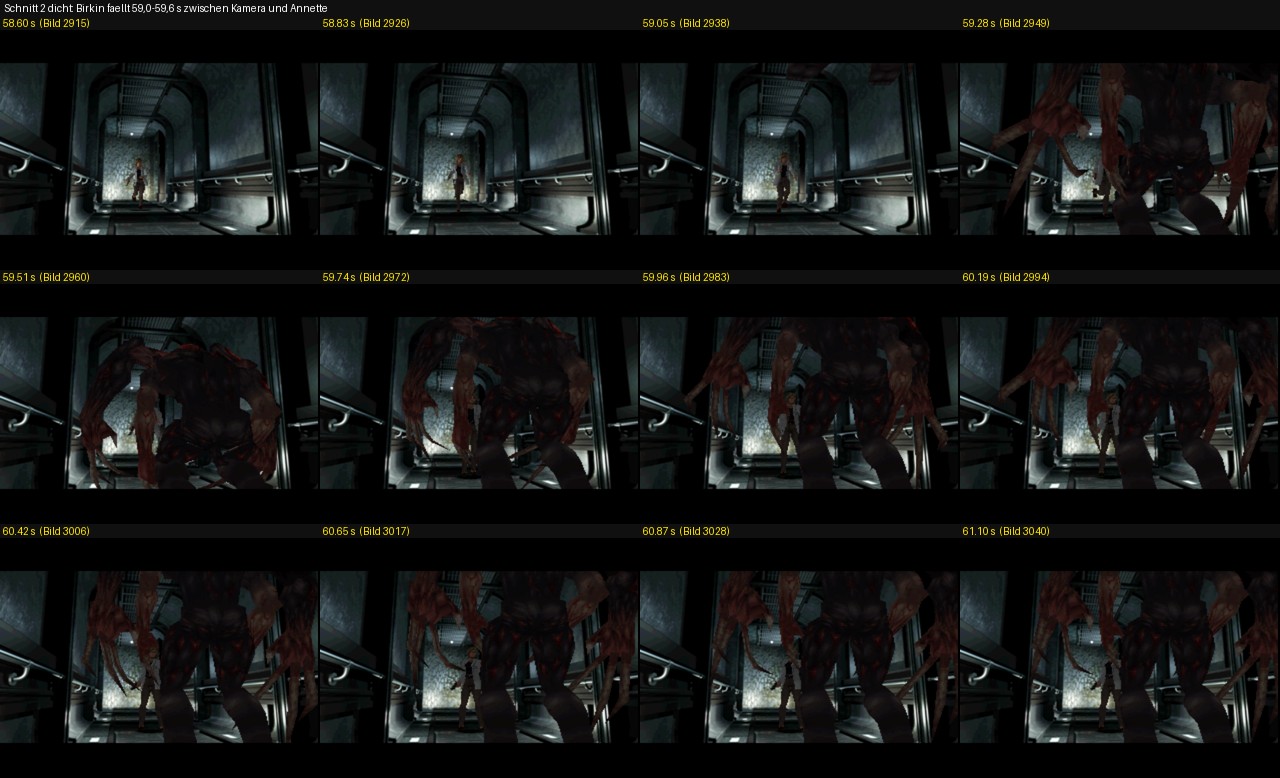 Schnitt 2 dicht: Birkin faellt 59,0-59,6 s zwischen Kamera und Annette
58.60 s (Bild 2915)
58.83 s (Bild 2926)
59.05 s (Bild 2938)
59.28 s (Bild 2949)
59.51 s (Bild 2960)
59.74 s (Bild 2972)
59.96 s (Bild 2983)
60.19 s (Bild 2994)
60.42 s (Bild 3006)
60.65 s (Bild 3017)
60.87 s (Bild 3028)
61.10 s (Bild 3040)